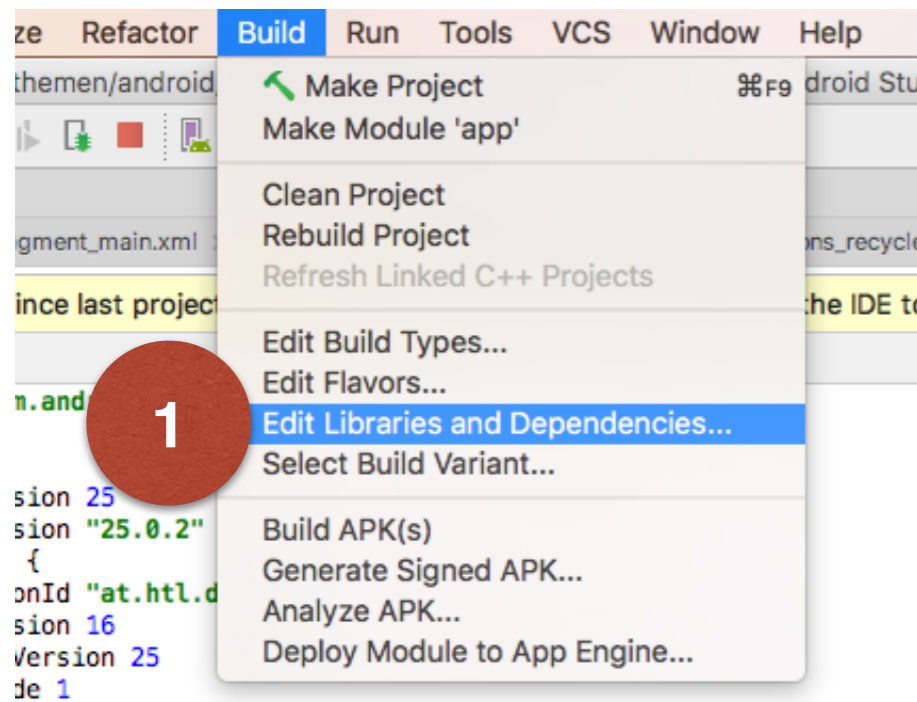 ze Refactor Build Run Tools VCS Window Help
themen/android, droid Stu
Make Project ⌘F9
Make Module 'app'
Clean Project
gment_main.xml ons_recycle
Rebuild Project
Refresh Linked C++ Projects
ince last project the IDE to
Edit Build Types...
Edit Flavors...
m.and
1
Edit Libraries and Dependencies...
Select Build Variant...
sion 25
sion "25.0.2"
Build APK(s)
{
onId "at.htl.d
Generate Signed APK...
sion 16
Analyze APK...
Version 25
Deploy Module to App Engine...
de 1